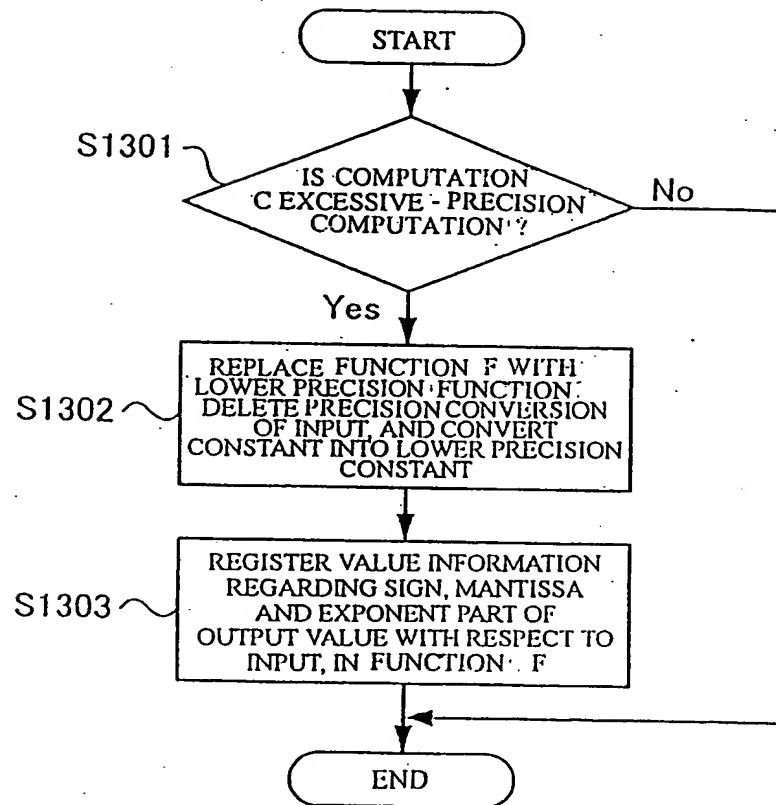 START
S1301
IS COMPUTATION
C EXCESSIVE - PRECISION
COMPUTATION ?
No
Yes
S1302
REPLACE FUNCTION F WITH
LOWER PRECISION FUNCTION.
DELETE PRECISION CONVERSION
OF INPUT, AND CONVERT
CONSTANT INTO LOWER PRECISION
CONSTANT
S1303
REGISTER VALUE INFORMATION
REGARDING SIGN, MANTISSA
AND EXPONENT PART OF
OUTPUT VALUE WITH RESPECT TO
INPUT, IN FUNCTION F
END